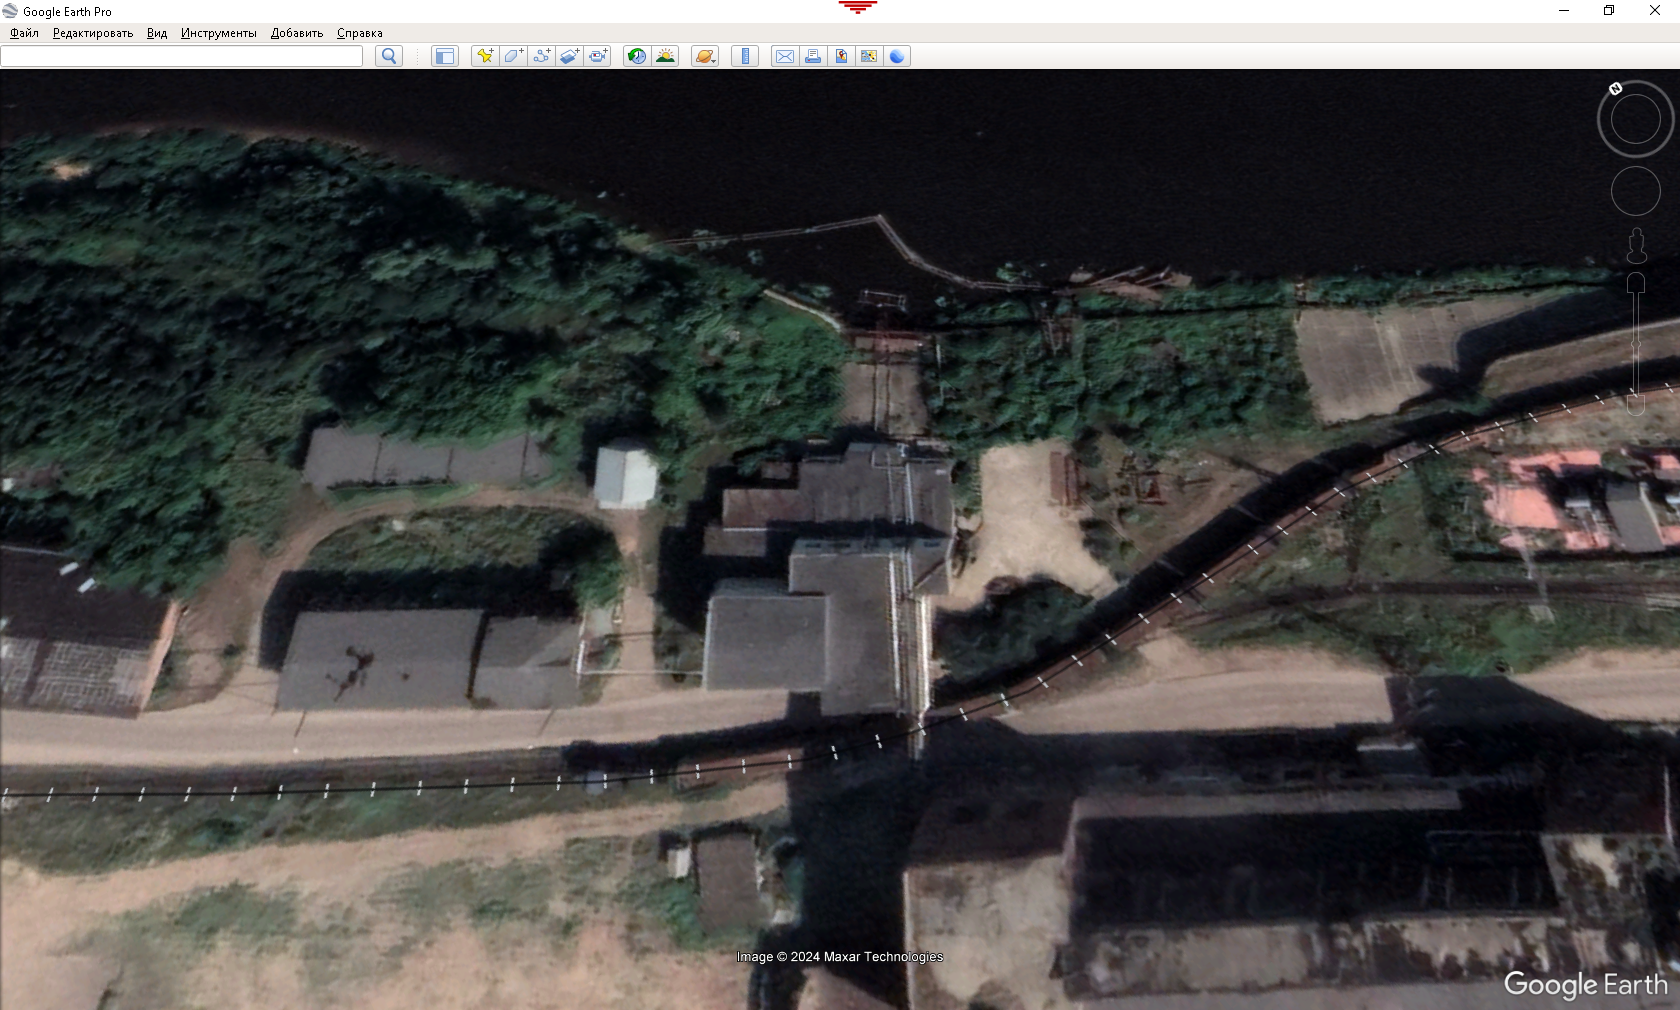 Google Earth Pro
Файл Редактировать Вид Инструменты Добавить Справка
N
Image © 2024 Maxar Technologies
Google Earth